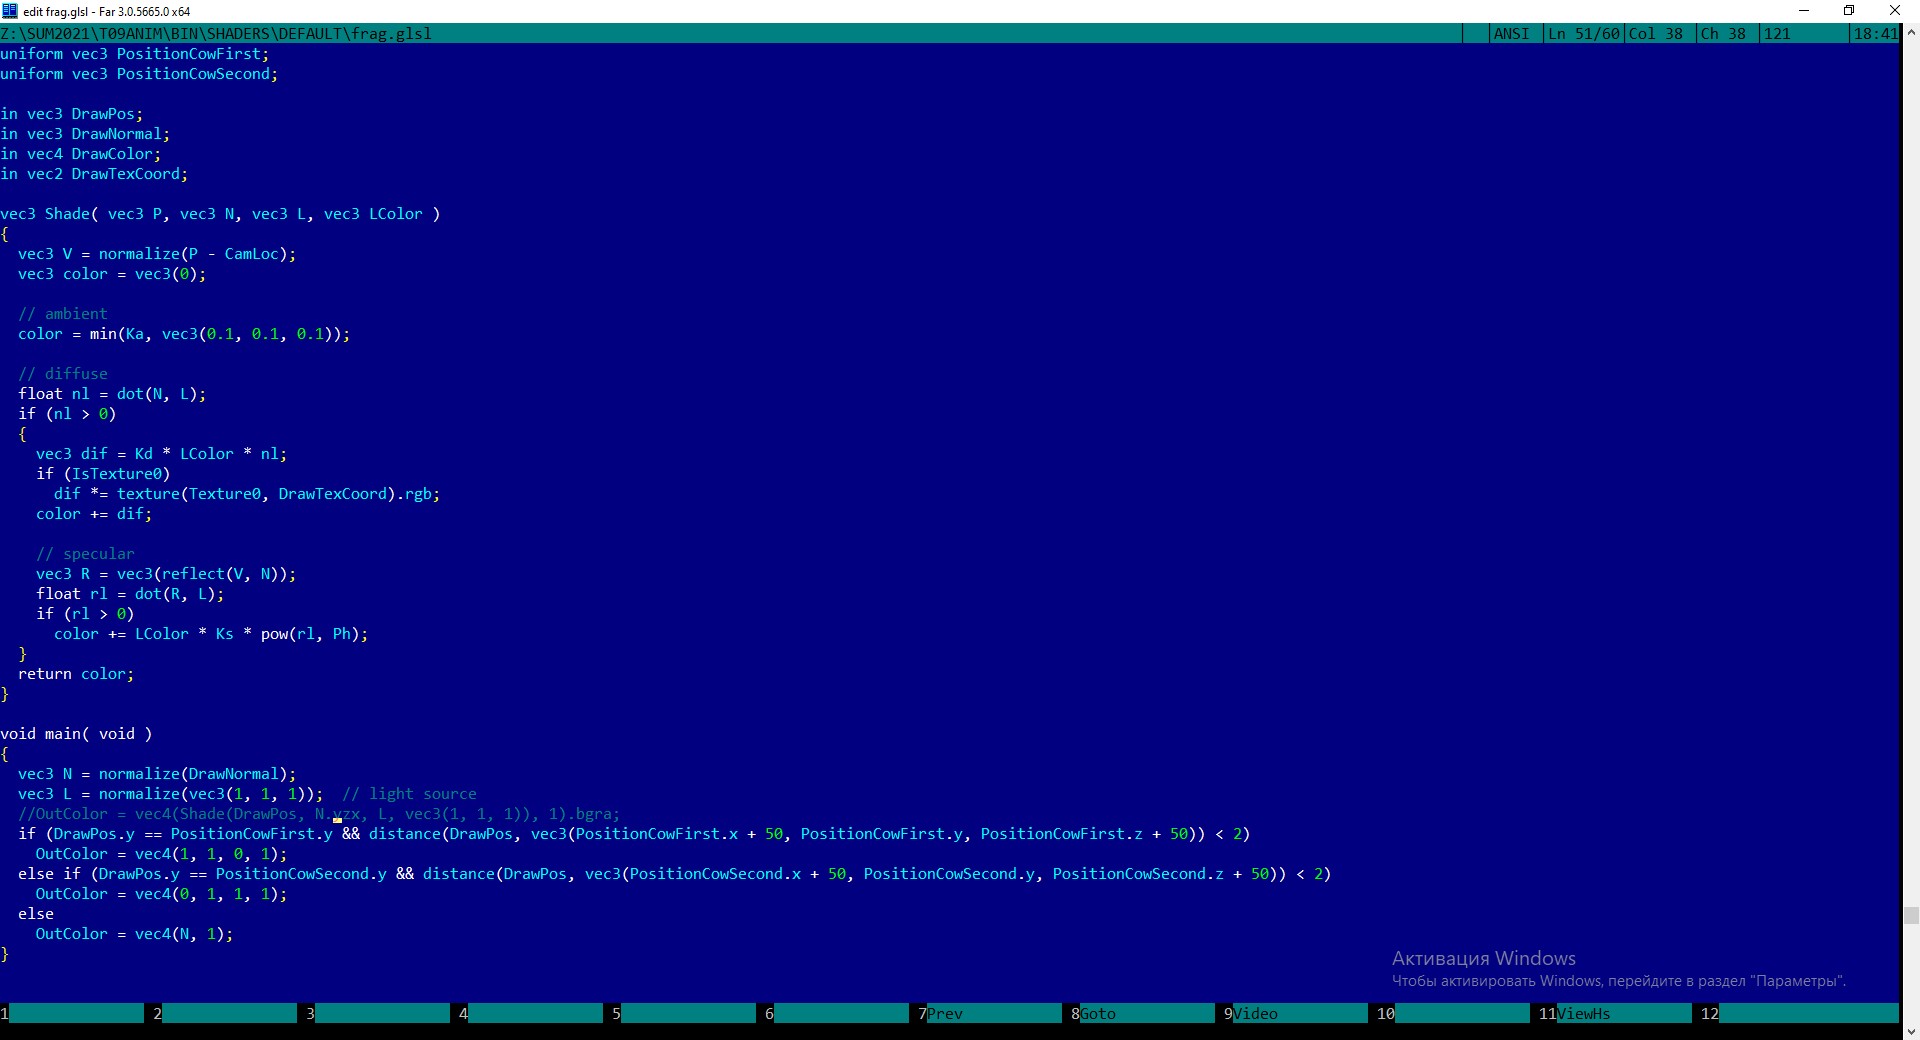 edit frag.glsl - Far 3.0.5665.0 x64
Z:\SUM2021\T09ANIM\BIN\SHADERS\DEFAULT\frag.glsl ANSI Ln 51/60 Col 38 Ch 38 121 18:41
uniform vec3 PositionCowFirst;
uniform vec3 PositionCowSecond;
in vec3 DrawPos;
in vec3 DrawNormal;
in vec4 DrawColor;
in vec2 DrawTexCoord;
vec3 Shade( vec3 P, vec3 N, vec3 L, vec3 LColor )
{
  vec3 V = normalize(P - CamLoc);
  vec3 color = vec3(0);
  // ambient
  color = min(Ka, vec3(0.1, 0.1, 0.1));
  // diffuse
  float nl = dot(N, L);
  if (nl > 0)
  {
    vec3 dif = Kd * LColor * nl;
    if (IsTexture0)
      dif *= texture(Texture0, DrawTexCoord).rgb;
    color += dif;
    // specular
    vec3 R = vec3(reflect(V, N));
    float rl = dot(R, L);
    if (rl > 0)
      color += LColor * Ks * pow(rl, Ph);
  }
  return color;
}
void main( void )
{
  vec3 N = normalize(DrawNormal);
  vec3 L = normalize(vec3(1, 1, 1));  // light source
  //OutColor = vec4(Shade(DrawPos, N.yzx, L, vec3(1, 1, 1)), 1).bgra;
  if (DrawPos.y == PositionCowFirst.y && distance(DrawPos, vec3(PositionCowFirst.x + 50, PositionCowFirst.y, PositionCowFirst.z + 50)) < 2)
    OutColor = vec4(1, 1, 0, 1);
  else if (DrawPos.y == PositionCowSecond.y && distance(DrawPos, vec3(PositionCowSecond.x + 50, PositionCowSecond.y, PositionCowSecond.z + 50)) < 2)
    OutColor = vec4(0, 1, 1, 1);
  else
    OutColor = vec4(N, 1);
}
Активация Windows
Чтобы активировать Windows, перейдите в раздел "Параметры".
1 2 3 4 5 6 7Prev 8Goto 9Video 10 11ViewHs 12